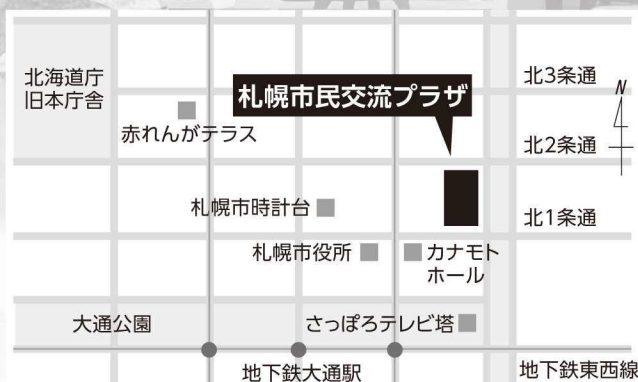 北海道庁
旧本庁舎
北3条通
N
札幌市民交流プラザ
赤れんがテラス
北2条通
札幌市時計台
北1条通
札幌市役所
カナモト
ホール
大通公園
さっぽろテレビ塔
地下鉄大通駅
地下鉄東西線